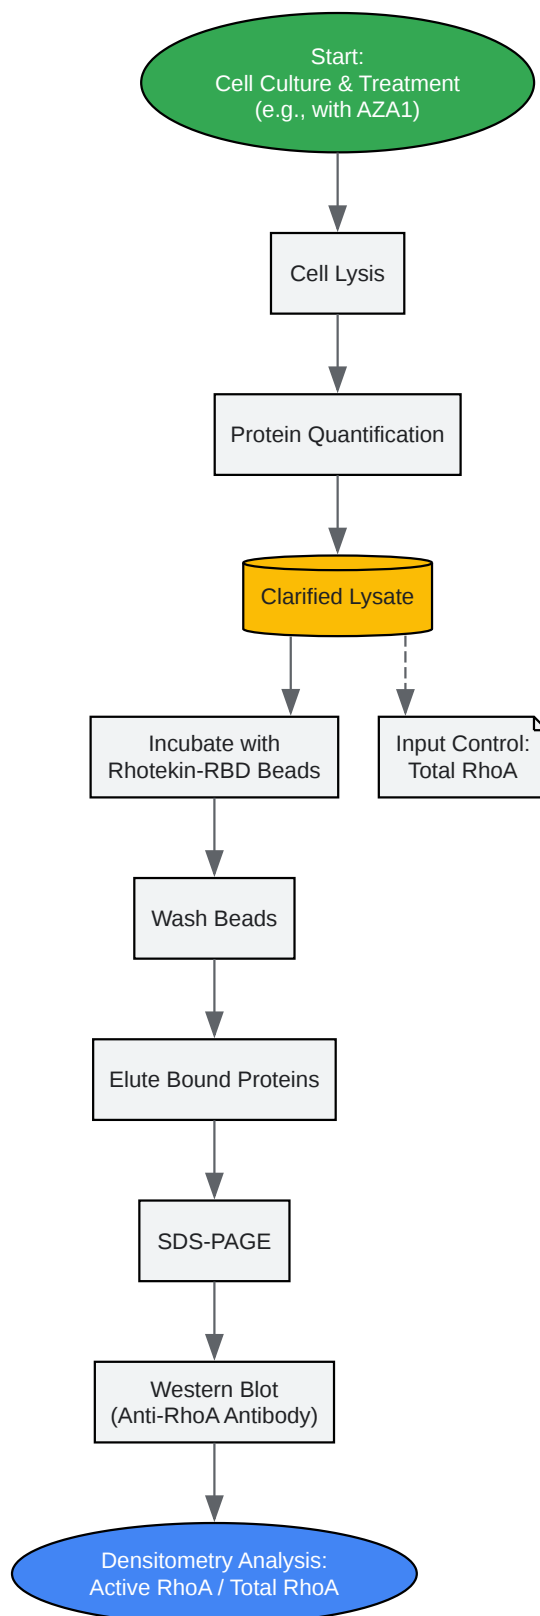 Start:
Cell Culture & Treatment
(e.g., with AZA1)
Cell Lysis
Protein Quantification
Clarified Lysate
Incubate with
Rhotekin-RBD Beads
Input Control:
Total RhoA
Wash Beads
Elute Bound Proteins
SDS-PAGE
Western Blot
(Anti-RhoA Antibody)
Densitometry Analysis:
Active RhoA / Total RhoA